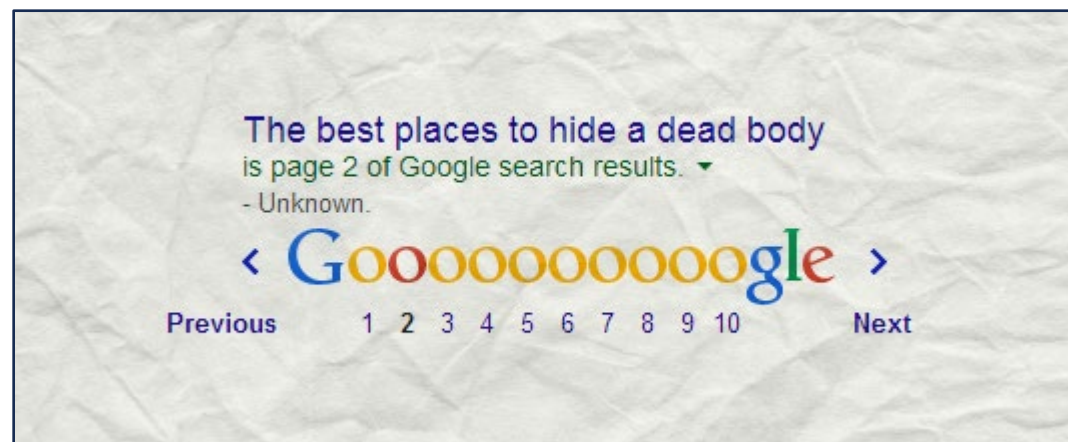 The best places to hide a dead body
is page 2 of Google search results.
- Unknown.
< Goooooooooogle >
Previous 1 2 3 4 5 6 7 8 9 10 Next